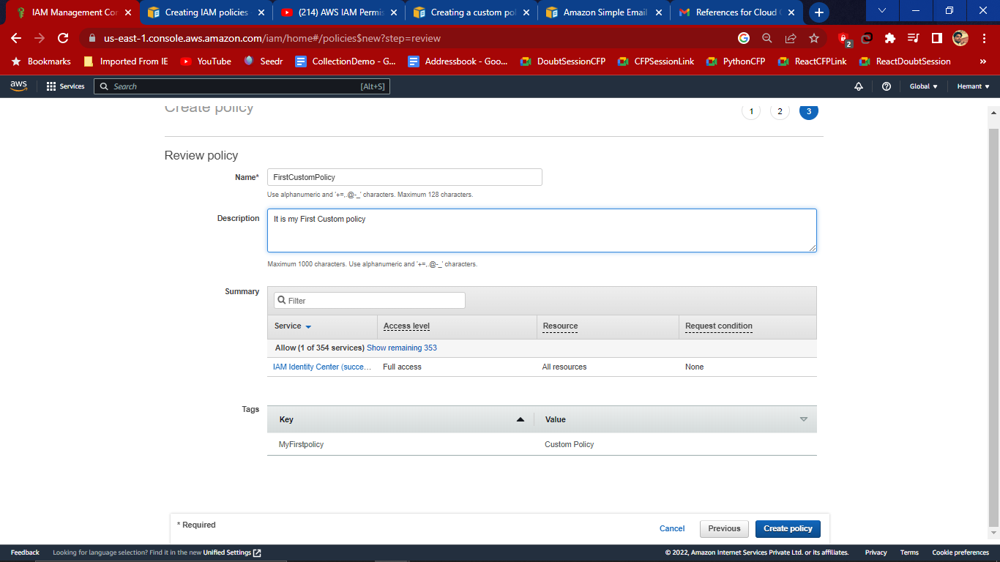 IAM Management Cor
Creating IAM policies
(214) AWS IAM Permis
Creating a custom pol
Amazon Simple Email
References for Cloud C
us-east-1.console.aws.amazon.com/iam/home#/policies$new?step=review
2
Bookmarks
Imported From IE
YouTube
Seedr
CollectionDemo - G...
Addressbook - Goo...
DoubtSessionCFP
CFPSessionLink
PythonCFP
ReactCFPLink
ReactDoubtSession
»
aws
Services
Search
[Alt+S]
Global
Hemant
Create policy
1
2
3
Review policy
Name*
FirstCustomPolicy
Use alphanumeric and '+=,.@-_' characters. Maximum 128 characters.
Description
It is my First Custom policy
Maximum 1000 characters. Use alphanumeric and '+=,.@-_' characters.
Summary
Filter
Service
Access level
Resource
Request condition
Allow (1 of 354 services) Show remaining 353
IAM Identity Center (succe...
Full access
All resources
None
Tags
Key
Value
MyFirstpolicy
Custom Policy
* Required
Cancel
Previous
Create policy
Feedback
Looking for language selection? Find it in the new Unified Settings
© 2022, Amazon Internet Services Private Ltd. or its affiliates.
Privacy
Terms
Cookie preferences